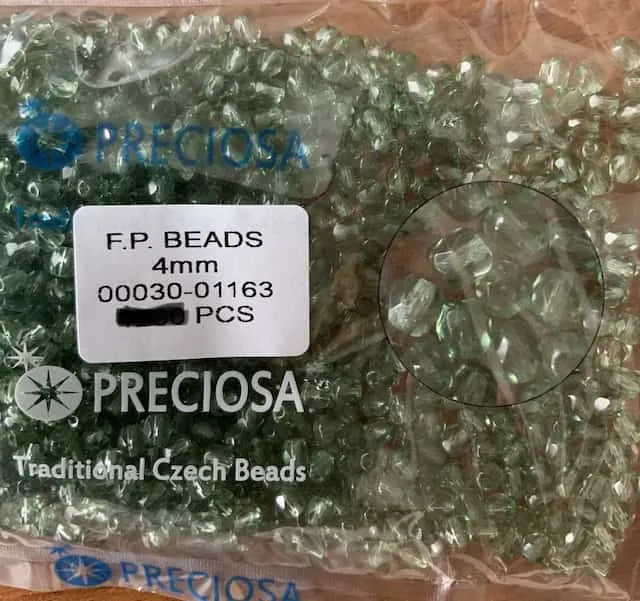 PRECIOSA
F.P. BEADS
4mm
00030-01163
PCS
PRECIOSA
Traditional Czech Beads
PRECIOSA